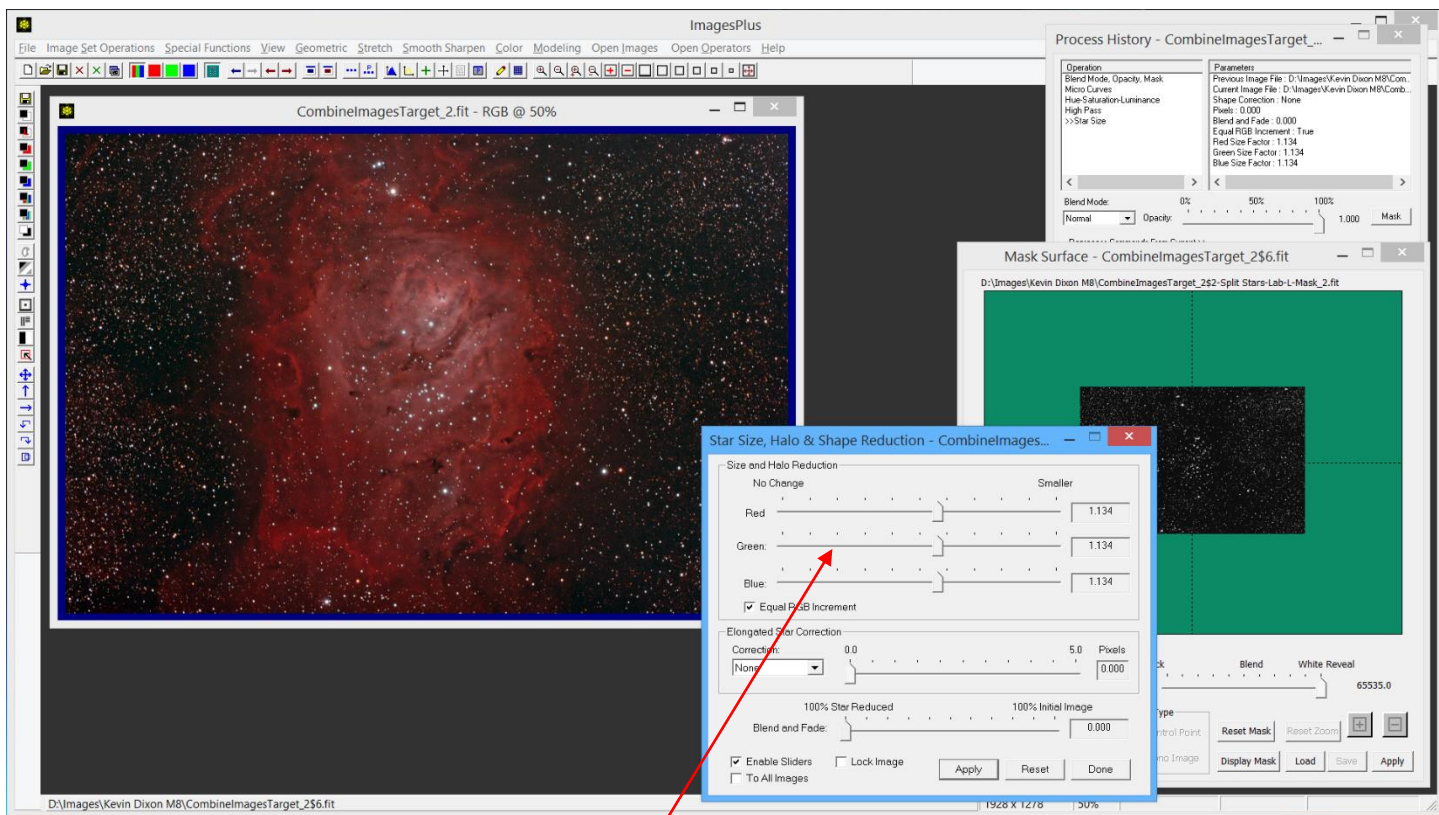 ImagesPlus
File Image Set Operations Special Functions View Geometric Stretch Smooth Sharpen Color Modeling Open Images Open Operators Help
CombineImagesTarget_2.fit - RGB @ 50%
Process History - CombineImagesTarget_...
Operation Parameters
Blend Mode, Opacity, Mask Previous Image File : D:\Images\Kevin Dixon M8\Com..
Micro Curves Current Image File : D:\Images\Kevin Dixon M8\Comb...
Hue-Saturation-Luminance Shape Correction : None
High Pass Pixels : 0.000
>>Star Size Blend and Fade : 0.000
Equal RGB Increment : True
Red Size Factor : 1.134
Green Size Factor : 1.134
Blue Size Factor : 1.134
Blend Mode: 0% 50% 100%
Normal Opacity: 1.000 Mask
Mask Surface - CombineImagesTarget_2$6.fit
D:\Images\Kevin Dixon M8\CombineImagesTarget_2$2-Split Stars-Lab-L-Mask_2.fit
Blend White Reveal
65535.0
Reset Mask Reset Zoom
Display Mask Load Save Apply
Star Size, Halo & Shape Reduction - CombineImages...
Size and Halo Reduction
No Change Smaller
Red 1.134
Green: 1.134
Blue: 1.134
Equal RGB Increment
Elongated Star Correction
Correction: 0.0 5.0 Pixels
None 0.000
100% Star Reduced 100% Initial Image
Blend and Fade: 0.000
Enable Sliders Lock Image
To All Images
Apply Reset Done
D:\Images\Kevin Dixon M8\CombineImagesTarget_2$6.fit
1928 x 1278 50%